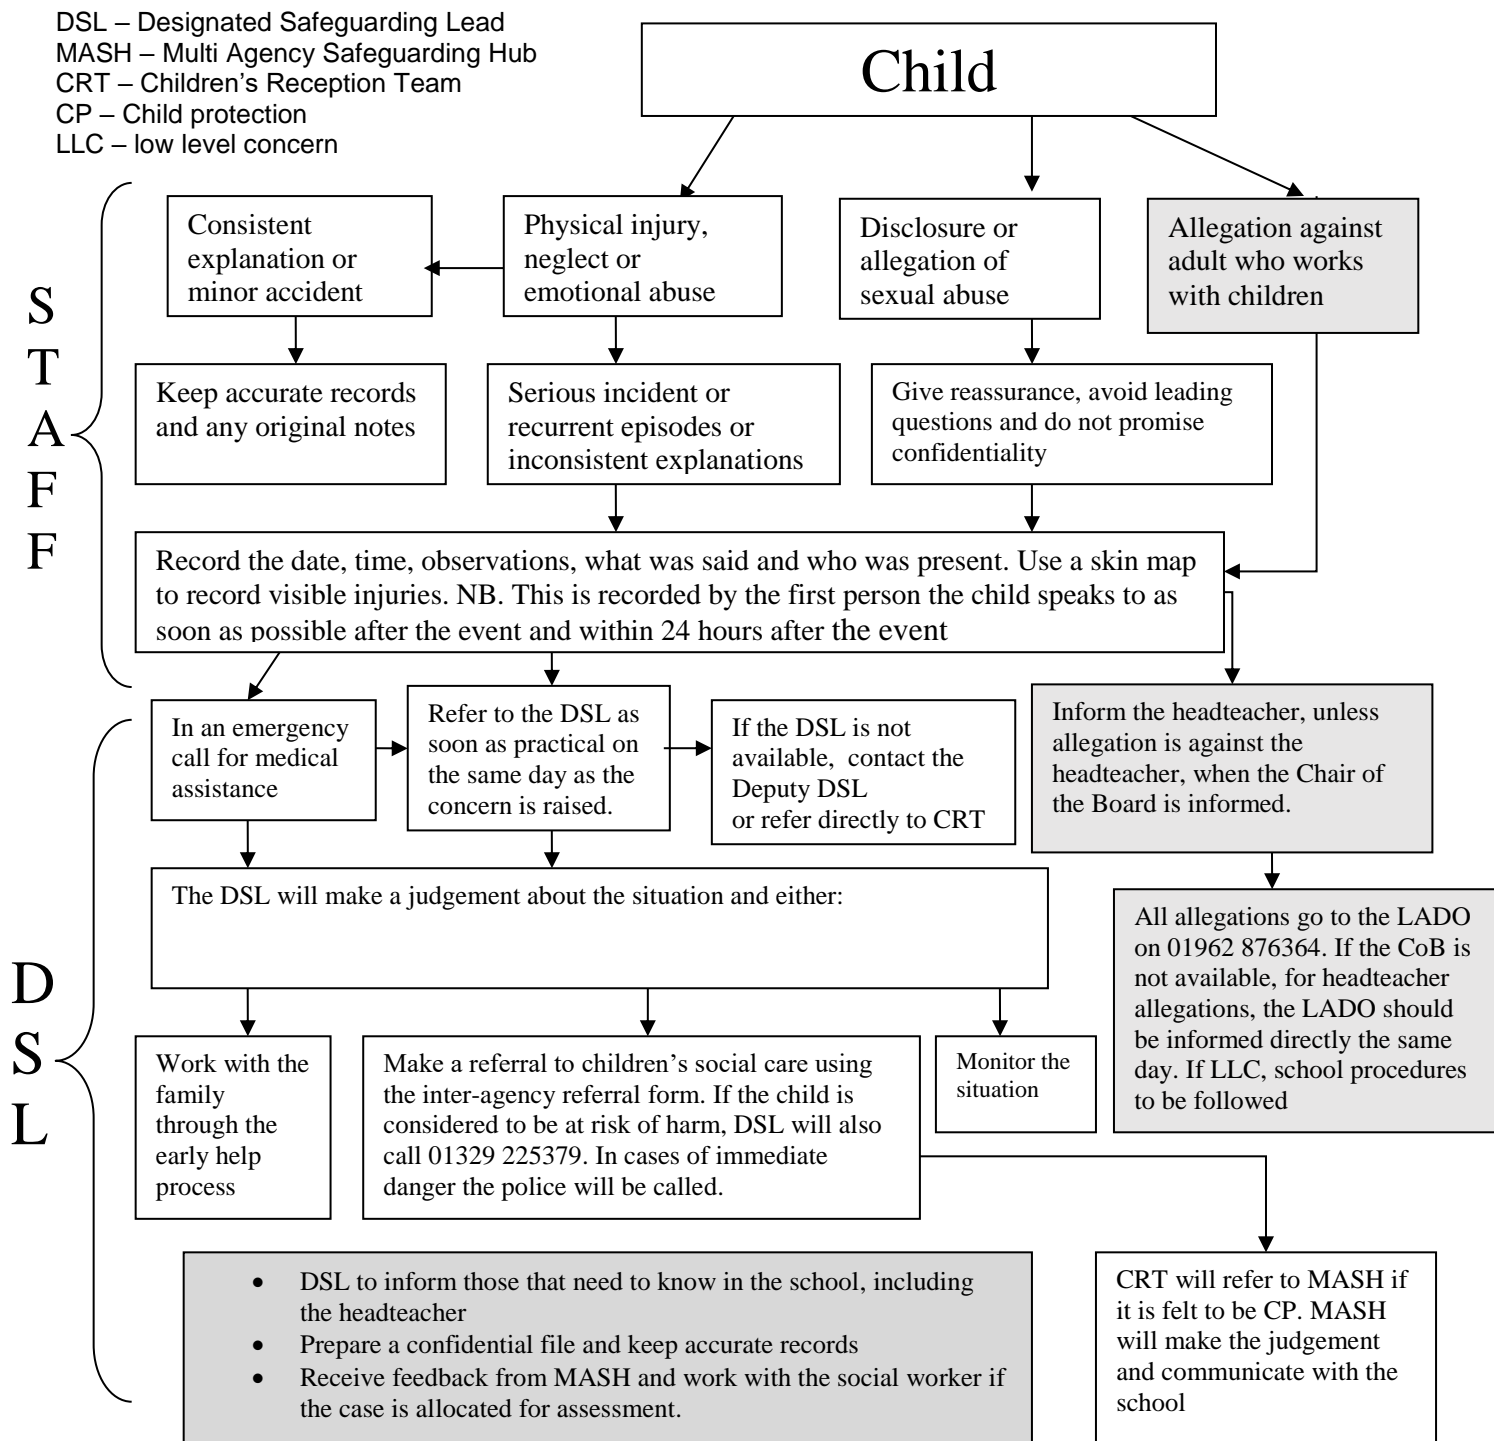 DSL – Designated Safeguarding Lead
MASH – Multi Agency Safeguarding Hub
CRT – Children's Reception Team
CP – Child protection
LLC – low level concern
Child
S
T
A
F
F
Consistent
explanation or
minor accident
Physical injury,
neglect or
emotional abuse
Disclosure or
allegation of
sexual abuse
Allegation against
adult who works
with children
Keep accurate records
and any original notes
Serious incident or
recurrent episodes or
inconsistent explanations
Give reassurance, avoid leading
questions and do not promise
confidentiality
Record the date, time, observations, what was said and who was present. Use a skin map
to record visible injuries. NB. This is recorded by the first person the child speaks to as
soon as possible after the event and within 24 hours after the event
D
S
L
In an emergency
call for medical
assistance
Refer to the DSL as
soon as practical on
the same day as the
concern is raised.
If the DSL is not
available,  contact the
Deputy DSL
or refer directly to CRT
Inform the headteacher, unless
allegation is against the
headteacher, when the Chair of
the Board is informed.
The DSL will make a judgement about the situation and either:
All allegations go to the LADO
on 01962 876364. If the CoB is
not available, for headteacher
allegations, the LADO should
be informed directly the same
day. If LLC, school procedures
to be followed
Work with the
family
through the
early help
process
Make a referral to children's social care using
the inter-agency referral form. If the child is
considered to be at risk of harm, DSL will also
call 01329 225379. In cases of immediate
danger the police will be called.
Monitor the
situation
• DSL to inform those that need to know in the school, including
the headteacher
• Prepare a confidential file and keep accurate records
• Receive feedback from MASH and work with the social worker if
the case is allocated for assessment.
CRT will refer to MASH if
it is felt to be CP. MASH
will make the judgement
and communicate with the
school